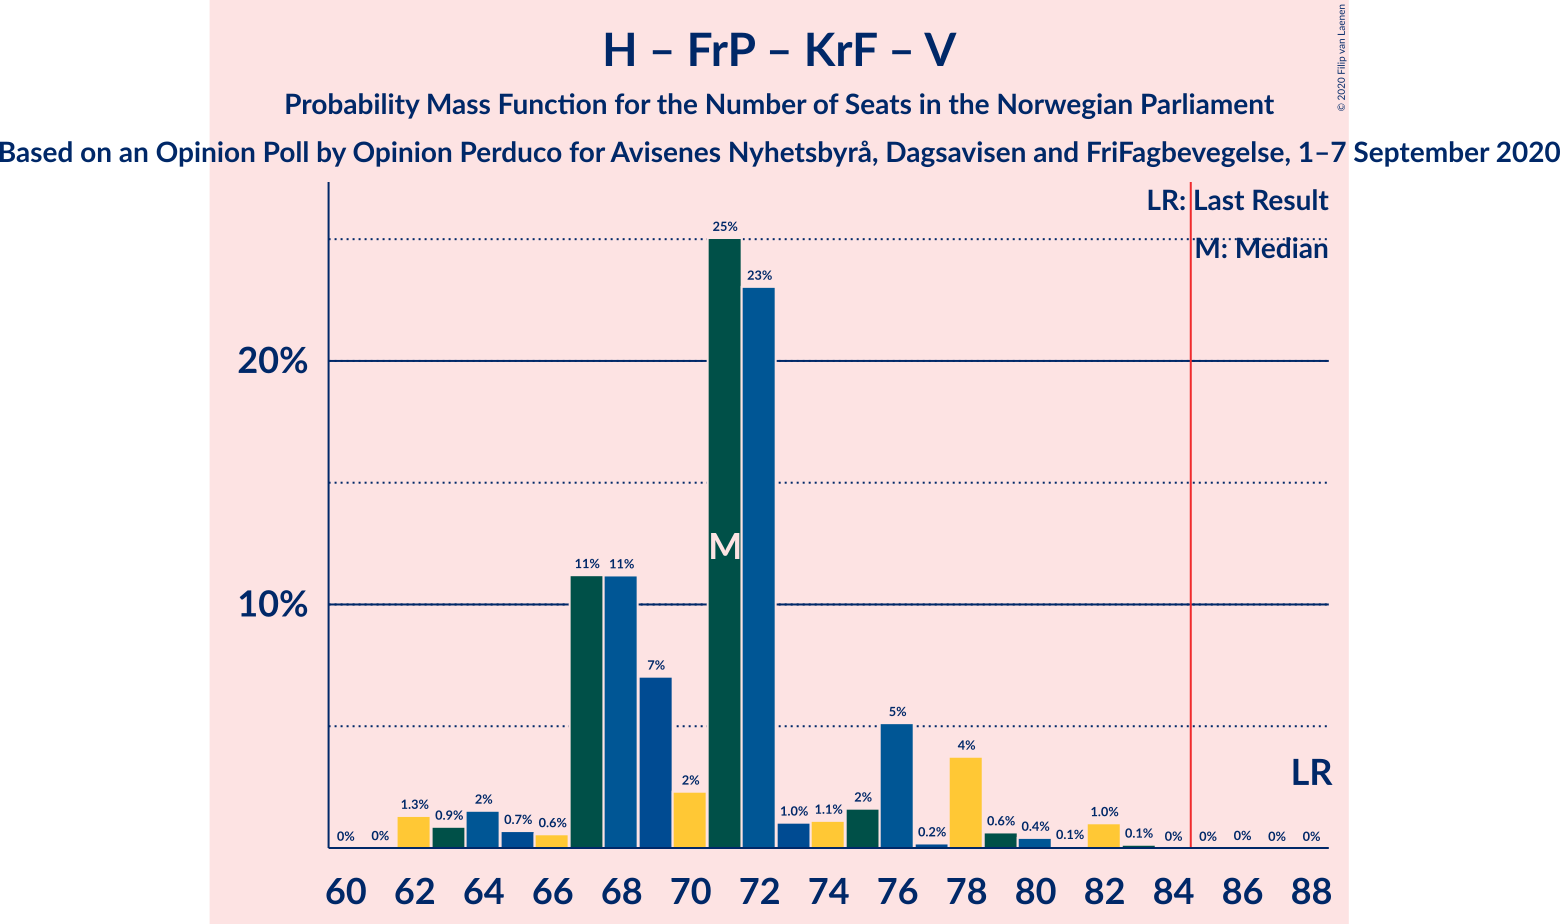 H – FrP – KrF – V
Probability Mass Function for the Number of Seats in the Norwegian Parliament
Based on an Opinion Poll by Opinion Perduco for Avisenes Nyhetsbyrå, Dagsavisen and FriFagbevegelse, 1–7 September 2020
© 2020 Filip van Laenen
LR: Last Result
M: Median
25%
23%
20%
11% 11%
M
10%
7%
5%
4%
2%
LR
1.3% 0.9% 2% 0.7% 0.6% 1.0% 1.1% 2% 0.2% 0.6% 0.4% 0.1% 1.0% 0.1%
0% 0% 0% 0% 0% 0% 0%
60 62 64 66 68 70 72 74 76 78 80 82 84 86 88